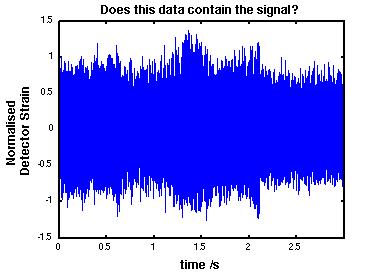 Does this data contain the signal?
1.5
1
0.5
0
-0.5
-1
-1.5
Normalised
Detector Strain
0 0.5 1 1.5 2 2.5
time /s